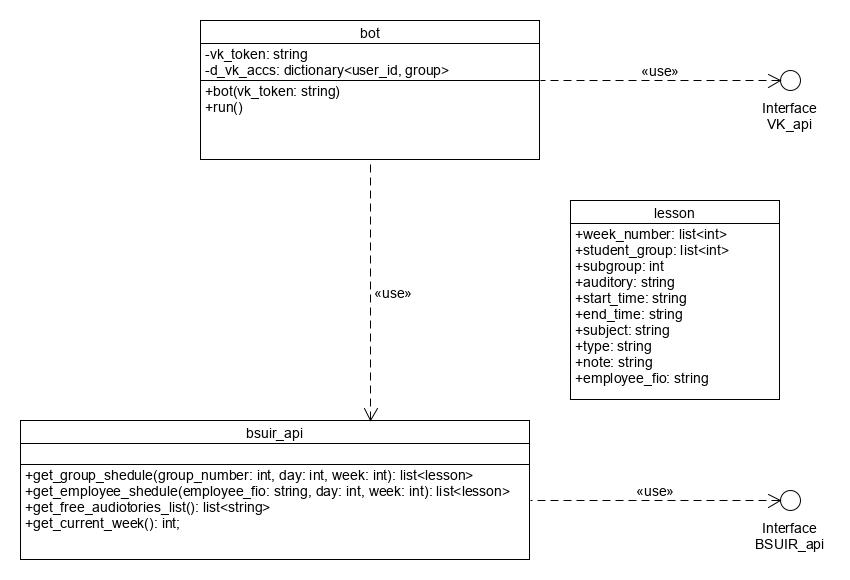 bot
-vk_token: string
-d_vk_accs: dictionary<user_id, group>
+bot(vk_token: string)
+run()
«use»
Interface
VK_api
lesson
+week_number: list<int>
+student_group: list<int>
+subgroup: int
+auditory: string
+start_time: string
+end_time: string
+subject: string
+type: string
+note: string
+employee_fio: string
«use»
bsuir_api
+get_group_shedule(group_number: int, day: int, week: int): list<lesson>
+get_employee_shedule(employee_fio: string, day: int, week: int): list<lesson>
+get_free_audiotories_list(): list<string>
+get_current_week(): int;
«use»
Interface
BSUIR_api